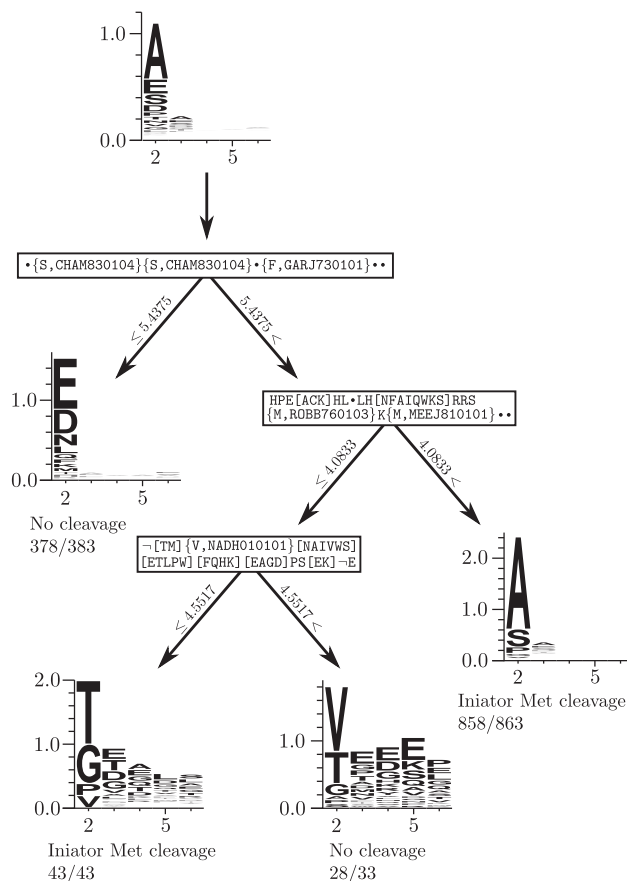 1.0
A
E
S
0.0
2 5
•{S,CHAM830104}{S,CHAM830104}•{F,GARJ730101}••
≤ 5.4375
5.4375 <
1.0
E
D
N
0.0
2 5
No cleavage
378/383
HPE[ACK]HL•LH[NFAIQWKS]RRS
{M,ROBB760103}K{M,MEEJ810101}••
≤ 4.0833
4.0833 <
¬[TM]{V,NADH010101}[NAIVWS]
[ETLPW][FQHK][EAGD]PS[EK]¬E
≤ 4.5517
4.5517 <
2.0
1.0
A
S
0.0
2 5
Iniator Met cleavage
858/863
2.0
T
1.0
G
P
V
E
T
D
G
A
0.0
2 5
Iniator Met cleavage
43/43
V
1.0
T
G
E
S
E
D
G
E
K
S
P
0.0
2 5
No cleavage
28/33